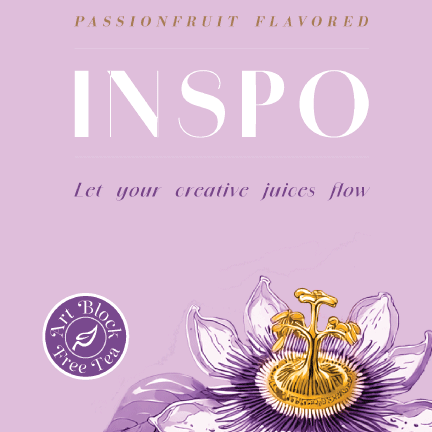 PASSIONFRUIT FLAVORED
INSPO
Let your creative juices flow
Art Block
Free Tea